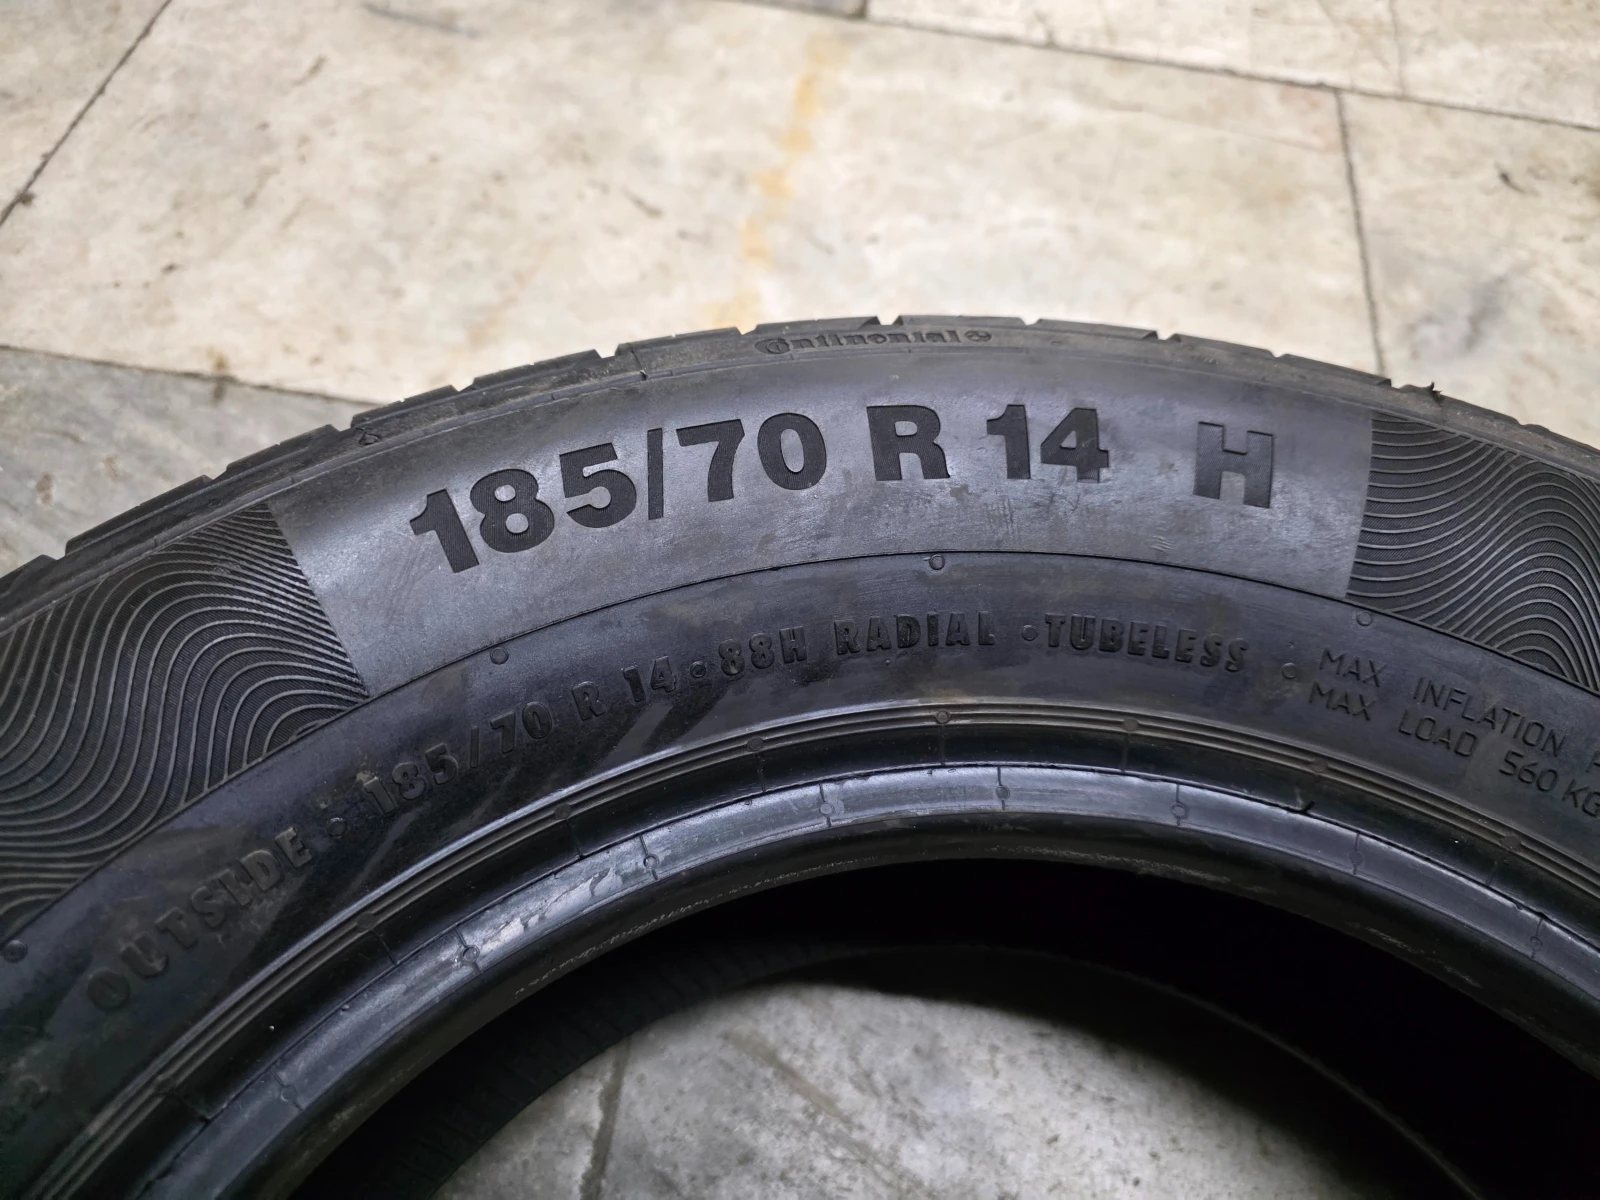 Continental
185/70 R 14 H
OUTSIDE • 185/70 R 14 • 88H RADIAL • TUBELESS •
MAX INFLATION
MAX LOAD 560 KG